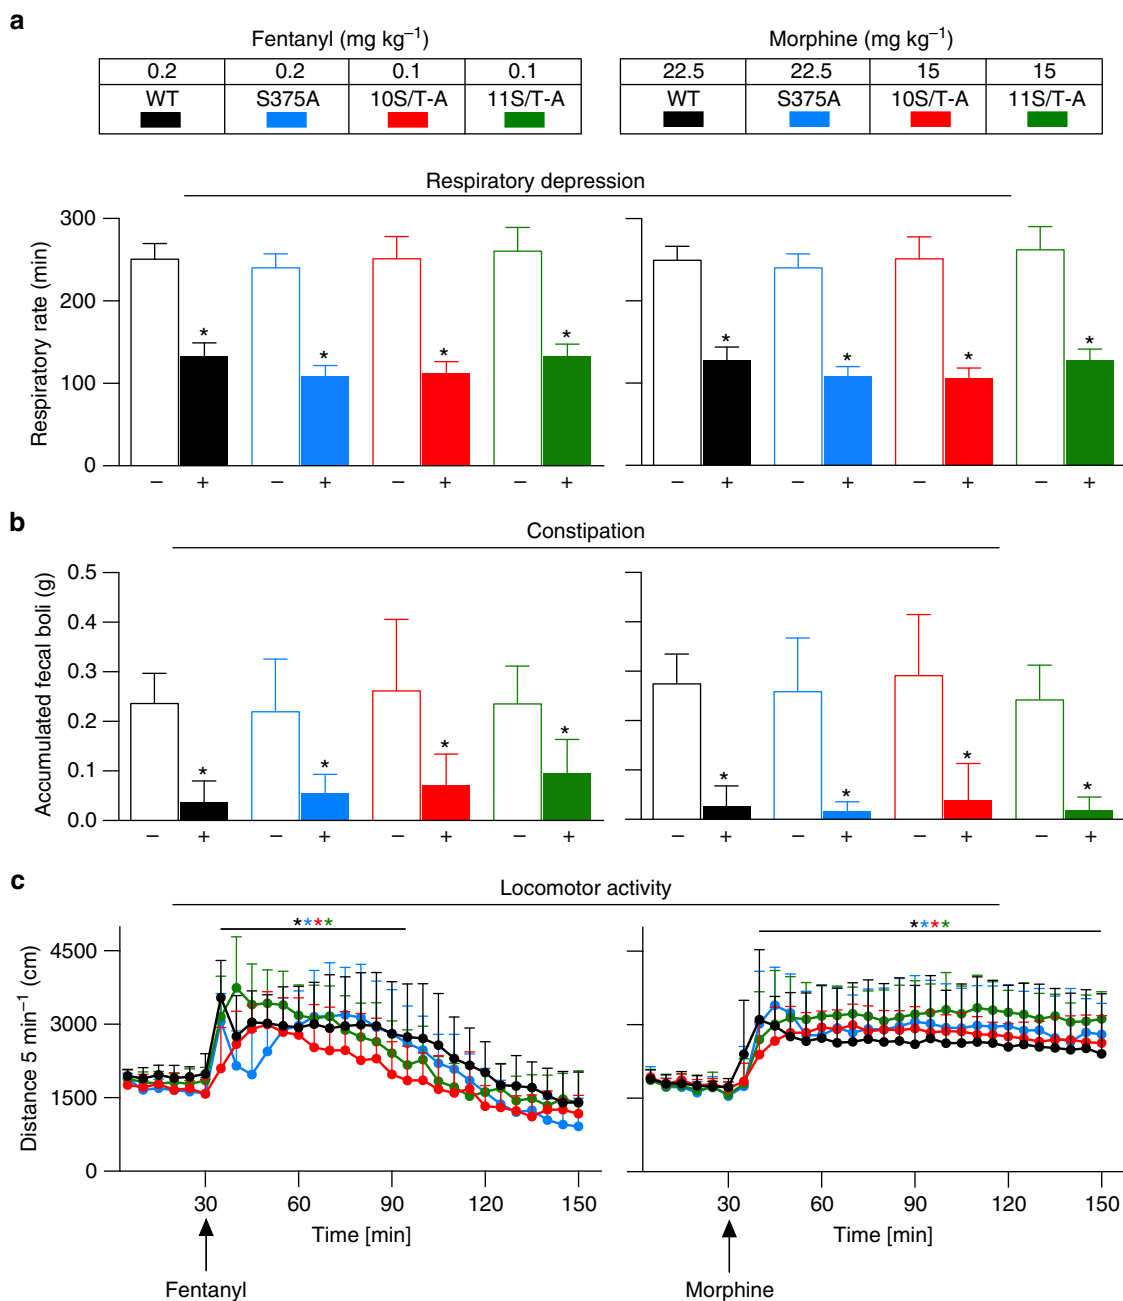 a
Fentanyl (mg kg⁻¹) Morphine (mg kg⁻¹)
0.2 0.2 0.1 0.1 22.5 22.5 15 15
WT S375A 10S/T-A 11S/T-A WT S375A 10S/T-A 11S/T-A
Respiratory depression
Respiratory rate (min)
300
200
100
0
* * * * * * * *
− + − + − + − + − + − + − + − +
b
Constipation
Accumulated fecal boli (g)
0.5
0.4
0.3
0.2
0.1
0.0
* * * * * * * *
− + − + − + − + − + − + − + − +
c
Locomotor activity
**** ****
Distance 5 min⁻¹ (cm)
4500
3000
1500
0
30 60 90 120 150 30 60 90 120 150
Time [min] Time [min]
Fentanyl Morphine